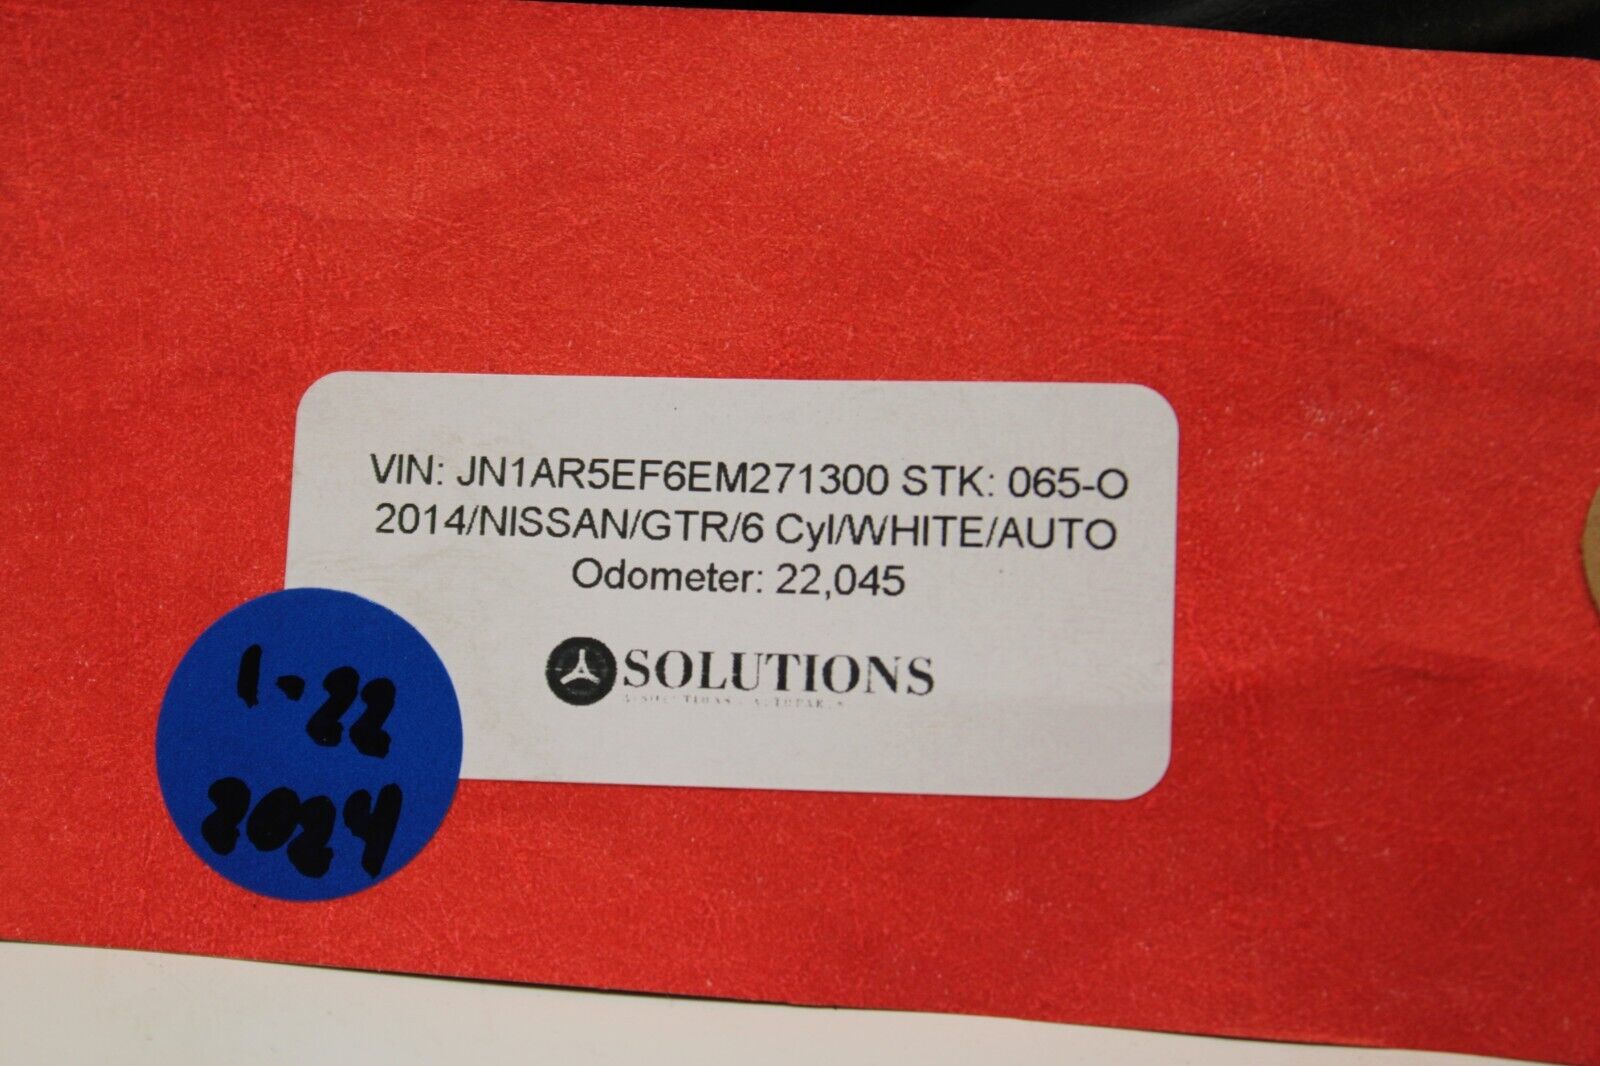 VIN: JN1AR5EF6EM271300 STK: 065-O
2014/NISSAN/GTR/6 Cyl/WHITE/AUTO
Odometer: 22,045
SOLUTIONS
1-22
2024